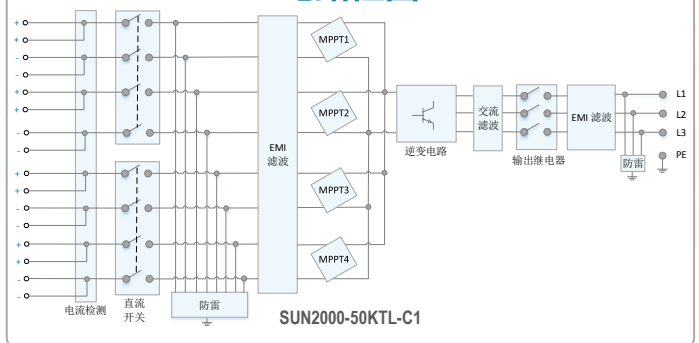 +
+
-
-
+
+
-
-
+
+
-
-
+
+
-
-
电流检测
直流
开关
防雷
EMI
滤波
MPPT1
MPPT2
MPPT3
MPPT4
逆变电路
交流
滤波
输出继电器
EMI 滤波
防雷
L1
L2
L3
PE
SUN2000-50KTL-C1